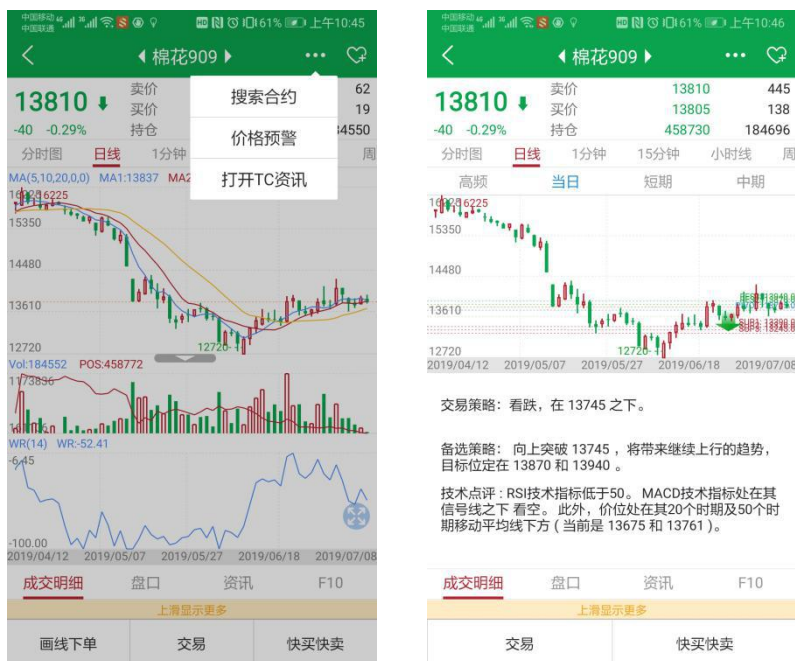 中国移动 46 36 HD 61% 上午10:45
中国联通
棉花909 •••
13810 卖价 62
买价 19
-40 -0.29% 持仓 84550
搜索合约
价格预警
打开TC资讯
分时图 日线 1分钟 周
MA(5,10,20,0,0) MA1:13837 MA2
16225
15350
14480
13610
12720
12720
Vol:184552 POS:458772
1173836
WR(14) WR:-52.41
-6.45
-100.00
2019/04/12 2019/05/07 2019/05/27 2019/06/18 2019/07/08
成交明细 盘口 资讯 F10
上滑显示更多
画线下单 交易 快买快卖
中国移动 46 36 HD 61% 上午10:46
中国联通
棉花909 •••
13810 卖价 13810 445
买价 13805 138
-40 -0.29% 持仓 458730 184696
分时图 日线 1分钟 15分钟 小时线 周
高频 当日 短期 中期
16225
15350
14480
13610
12720
12720
2019/04/12 2019/05/07 2019/05/27 2019/06/18 2019/07/08
交易策略：看跌，在 13745 之下。
备选策略： 向上突破 13745 ，将带来继续上行的趋势，
目标位定在 13870 和 13940 。
技术点评 : RSI技术指标低于50。 MACD技术指标处在其
信号线之下 看空。 此外，价位处在其20个时期及50个时
期移动平均线下方 ( 当前是 13675 和 13761 )。
成交明细 盘口 资讯 F10
上滑显示更多
交易 快买快卖